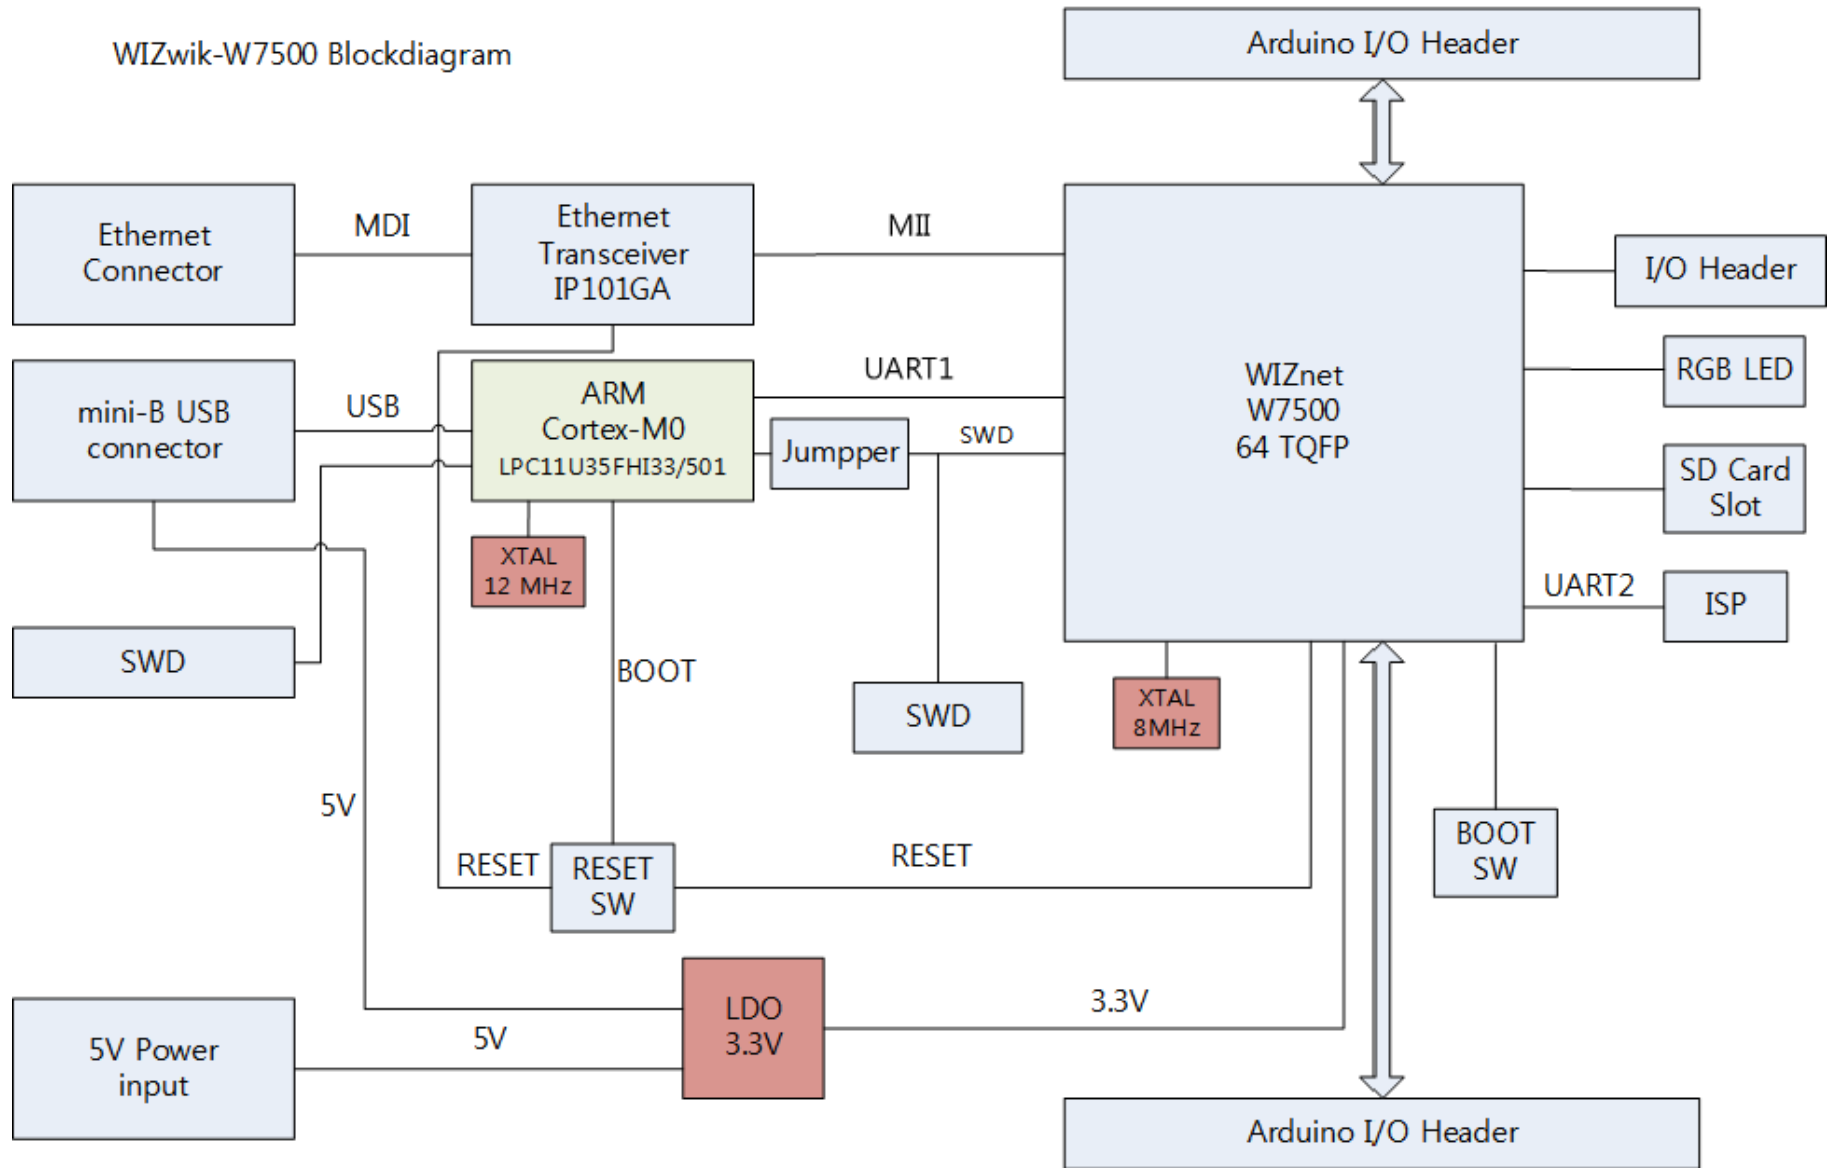 WIZwik-W7500 Blockdiagram
Arduino I/O Header
Ethernet
Connector
MDI
Ethernet
Transceiver
IP101GA
MII
I/O Header
mini-B USB
connector
USB
ARM
Cortex-M0
LPC11U35FHI33/501
UART1
Jumpper
SWD
WIZnet
W7500
64 TQFP
RGB LED
SD Card
Slot
XTAL
12 MHz
UART2
ISP
SWD
BOOT
SWD
XTAL
8MHz
5V
RESET
RESET
SW
RESET
BOOT
SW
5V Power
input
5V
LDO
3.3V
3.3V
Arduino I/O Header